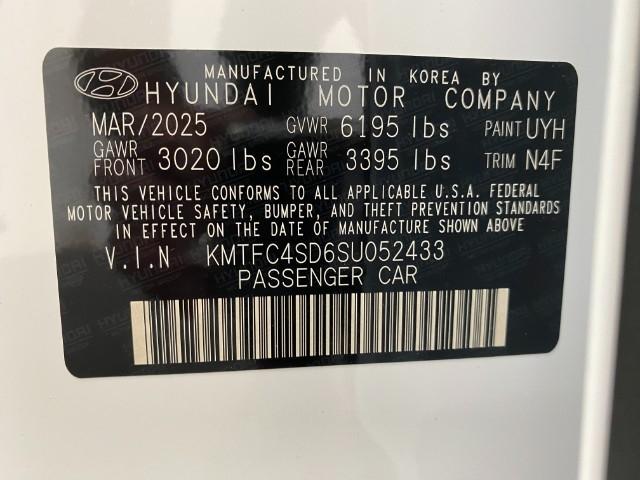 MANUFACTURED IN KOREA BY
HYUNDAI MOTOR COMPANY
MAR/2025 GVWR 6195 lbs PAINT UYH
GAWR FRONT 3020 lbs GAWR REAR 3395 lbs TRIM N4F
THIS VEHICLE CONFORMS TO ALL APPLICABLE U.S.A. FEDERAL
MOTOR VEHICLE SAFETY, BUMPER, AND THEFT PREVENTION STANDARDS
IN EFFECT ON THE DATE OF MANUFACTURE SHOWN ABOVE
V.I.N KMTFC4SD6SU052433
PASSENGER CAR